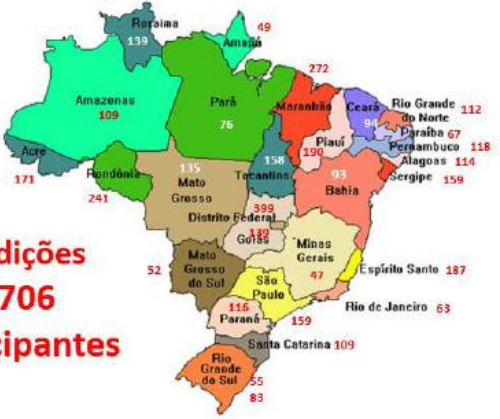 Roraima
139
Amapá
49
Amazonas
109
Pará
76
272
Maranhão
Ceará
94
Rio Grande
do Norte
112
Paraíba 67
Pernambuco 118
Alagoas 114
Sergipe 159
Piauí
190
Acre
171
Rondônia
241
135
Mato
Grosso
158
Tocantins
93
Bahia
399
Distrito Federal
139
Goiás
Minas
Gerais
47
Espírito Santo 187
Mato
Grosso
do Sul
52
São
Paulo
159
Rio de Janeiro 63
116
Paraná
Santa Catarina 109
Rio
Grande
do Sul
55
83
dições
706
cipantes